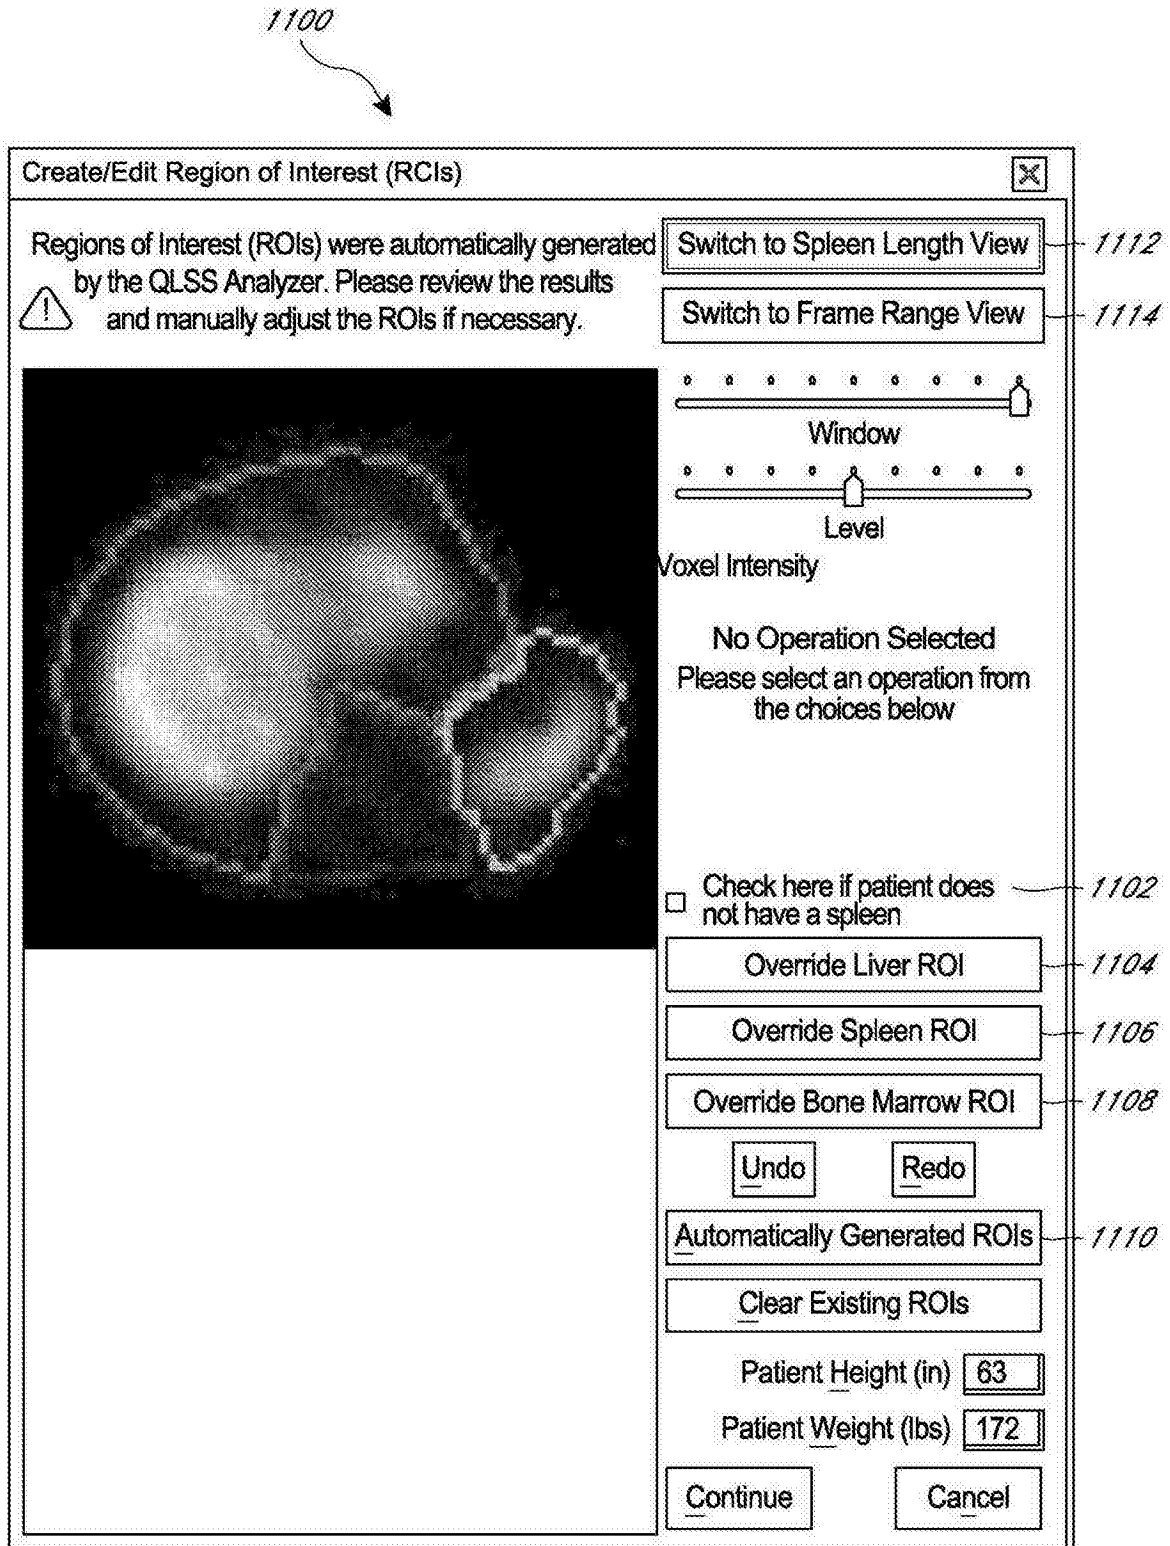 1100
Create/Edit Region of Interest (RCIs)
Regions of Interest (ROIs) were automatically generated
by the QLSS Analyzer. Please review the results
and manually adjust the ROIs if necessary.
Switch to Spleen Length View
1112
Switch to Frame Range View
1114
Window
Level
Voxel Intensity
No Operation Selected
Please select an operation from
the choices below
Check here if patient does
not have a spleen
1102
Override Liver ROI
1104
Override Spleen ROI
1106
Override Bone Marrow ROI
1108
Undo
Redo
Automatically Generated ROIs
1110
Clear Existing ROIs
Patient Height (in) 63
Patient Weight (lbs) 172
Continue
Cancel